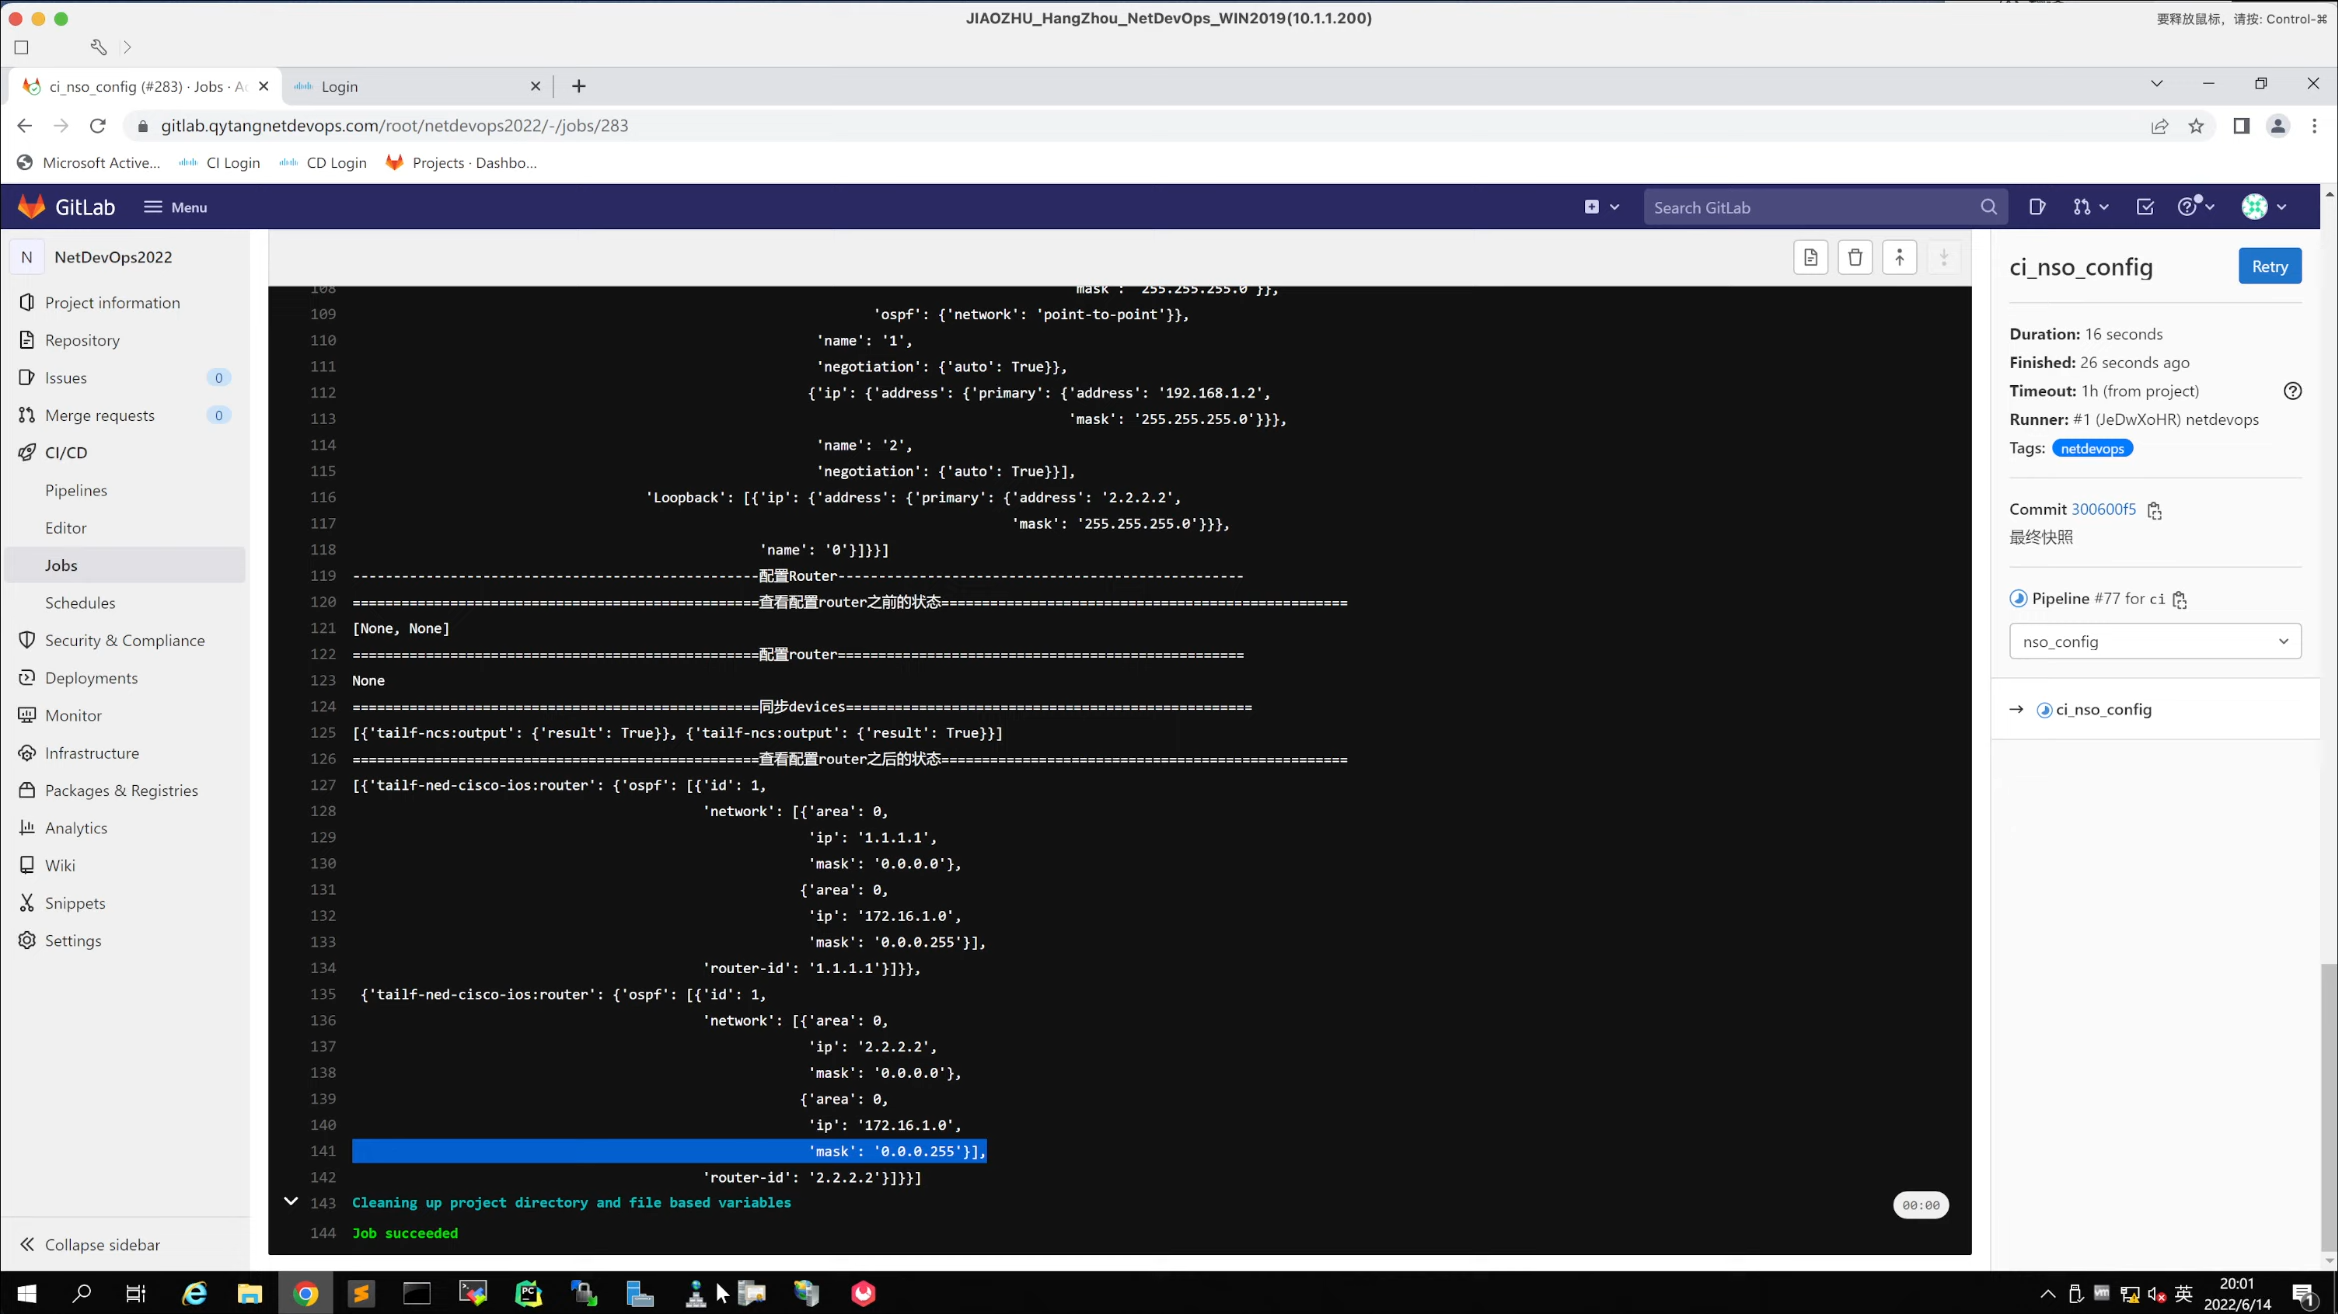 JIAOZHU_HangZhou_NetDevOps_WIN2019(10.1.1.200)
要释放鼠标，请按: Control-⌘
ci_nso_config (#283) · Jobs · A
Login
gitlab.qytangnetdevops.com/root/netdevops2022/-/jobs/283
Microsoft Active...
CI Login
CD Login
Projects · Dashbo...
GitLab
Menu
Search GitLab
N NetDevOps2022
Project information
Repository
Issues 0
Merge requests 0
CI/CD
Pipelines
Editor
Jobs
Schedules
Security & Compliance
Deployments
Monitor
Infrastructure
Packages & Registries
Analytics
Wiki
Snippets
Settings
Collapse sidebar
108 'mask': '255.255.255.0'}},
109 'ospf': {'network': 'point-to-point'}},
110 'name': '1',
111 'negotiation': {'auto': True}},
112 {'ip': {'address': {'primary': {'address': '192.168.1.2',
113 'mask': '255.255.255.0'}}},
114 'name': '2',
115 'negotiation': {'auto': True}}],
116 'Loopback': [{'ip': {'address': {'primary': {'address': '2.2.2.2',
117 'mask': '255.255.255.0'}}},
118 'name': '0'}]}}]
119 --------------------------------------------------配置Router--------------------------------------------------
120 ==================================================查看配置router之前的状态==================================================
121 [None, None]
122 ==================================================配置router==================================================
123 None
124 ==================================================同步devices==================================================
125 [{'tailf-ncs:output': {'result': True}}, {'tailf-ncs:output': {'result': True}}]
126 ==================================================查看配置router之后的状态==================================================
127 [{'tailf-ned-cisco-ios:router': {'ospf': [{'id': 1,
128 'network': [{'area': 0,
129 'ip': '1.1.1.1',
130 'mask': '0.0.0.0'},
131 {'area': 0,
132 'ip': '172.16.1.0',
133 'mask': '0.0.0.255'}],
134 'router-id': '1.1.1.1'}]}},
135 {'tailf-ned-cisco-ios:router': {'ospf': [{'id': 1,
136 'network': [{'area': 0,
137 'ip': '2.2.2.2',
138 'mask': '0.0.0.0'},
139 {'area': 0,
140 'ip': '172.16.1.0',
141 'mask': '0.0.0.255'}],
142 'router-id': '2.2.2.2'}]}}]
143 Cleaning up project directory and file based variables
00:00
144 Job succeeded
ci_nso_config
Retry
Duration: 16 seconds
Finished: 26 seconds ago
Timeout: 1h (from project)
Runner: #1 (JeDwXoHR) netdevops
Tags: netdevops
Commit 300600f5
最终快照
Pipeline #77 for ci
nso_config
→ ci_nso_config
英
20:01
2022/6/14